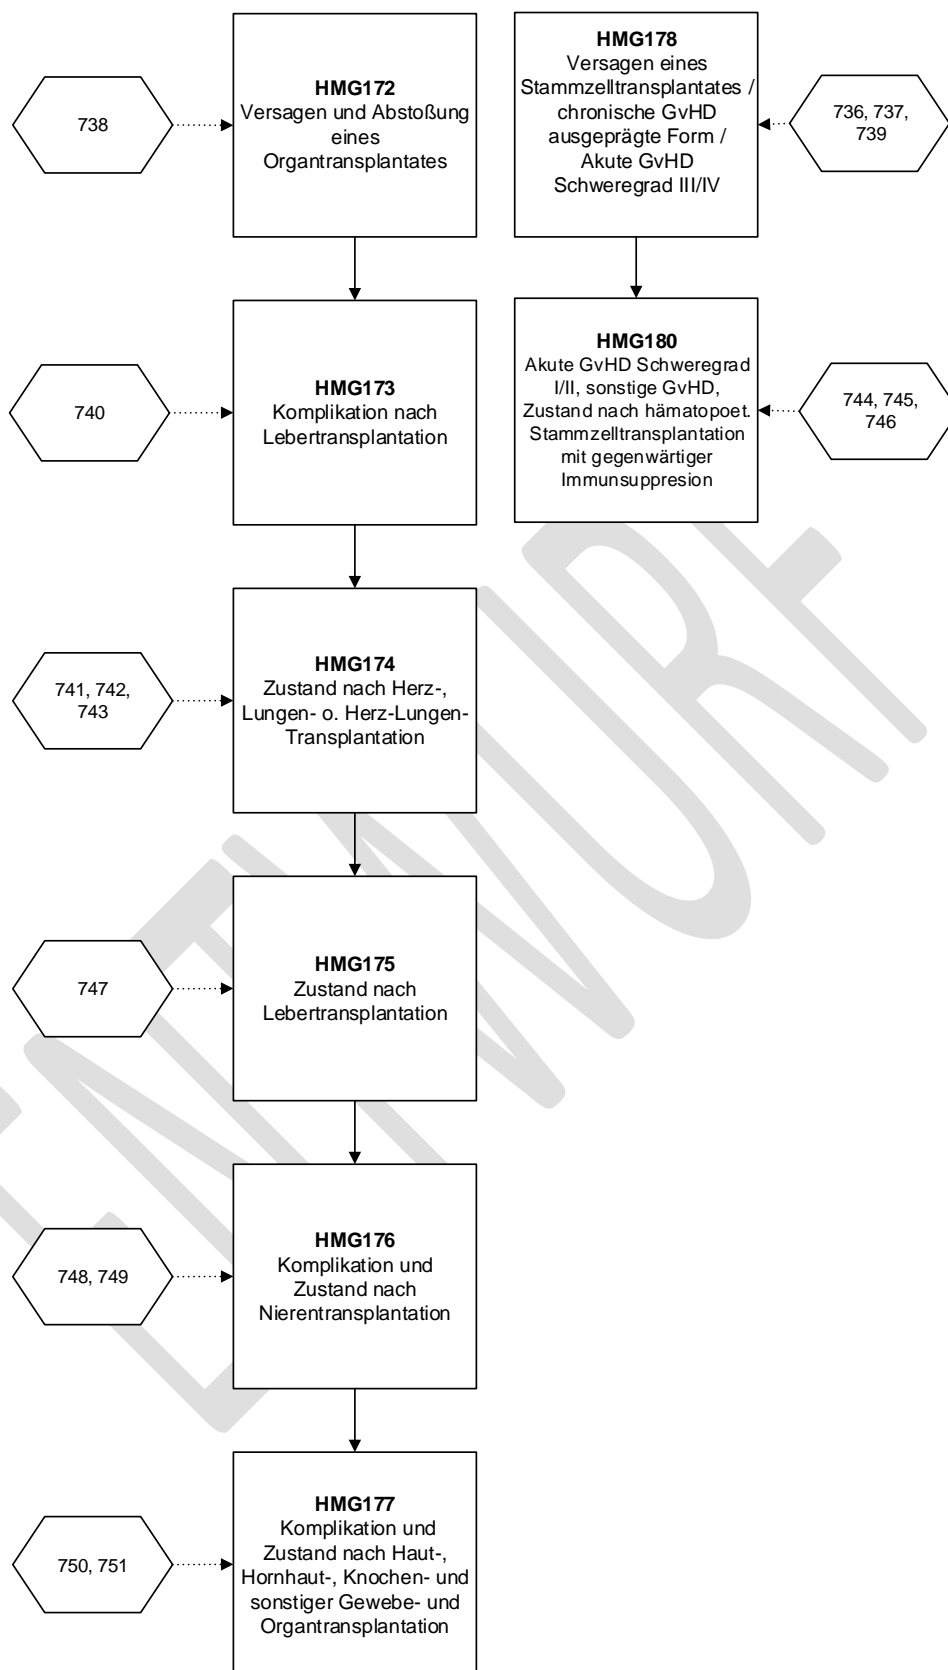 738
HMG172
Versagen und Abstoßung
eines
Organtransplantates
HMG178
Versagen eines
Stammzelltransplantates /
chronische GvHD
ausgeprägte Form /
Akute GvHD
Schweregrad III/IV
736, 737,
739
740
HMG173
Komplikation nach
Lebertransplantation
HMG180
Akute GvHD Schweregrad
I/II, sonstige GvHD,
Zustand nach hämatopoet.
Stammzelltransplantation
mit gegenwärtiger
Immunsuppresion
744, 745,
746
741, 742,
743
HMG174
Zustand nach Herz-,
Lungen- o. Herz-Lungen-
Transplantation
747
HMG175
Zustand nach
Lebertransplantation
748, 749
HMG176
Komplikation und
Zustand nach
Nierentransplantation
750, 751
HMG177
Komplikation und
Zustand nach Haut-,
Hornhaut-, Knochen- und
sonstiger Gewebe- und
Organtransplantation
ENTWURF